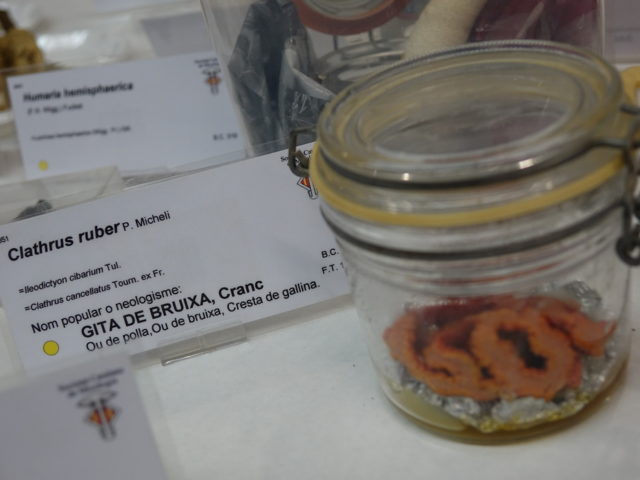 Humaria hemisphaerica
B.C.
Clathrus ruber P. Micheli
=Ileodictyon cibarium Tul.
=Clathrus cancellatus Tourn. ex Fr.
B.C.
F.T.
Nom popular o neologisme:
GITA DE BRUIXA, Cranc
Ou de polla,Ou de bruixa, Cresta de gallina.